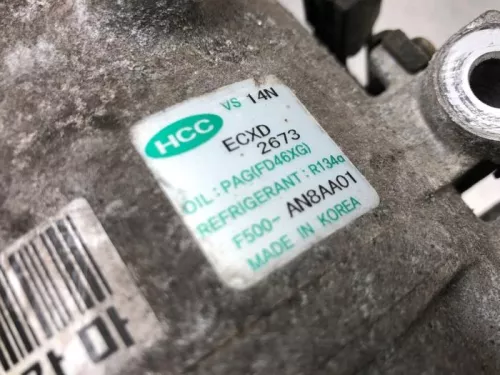 HCC VS 14N
ECXD
2673
OIL: PAG(FD46XG)
REFRIGERANT: R134a
F500-AN8AA01
MADE IN KOREA